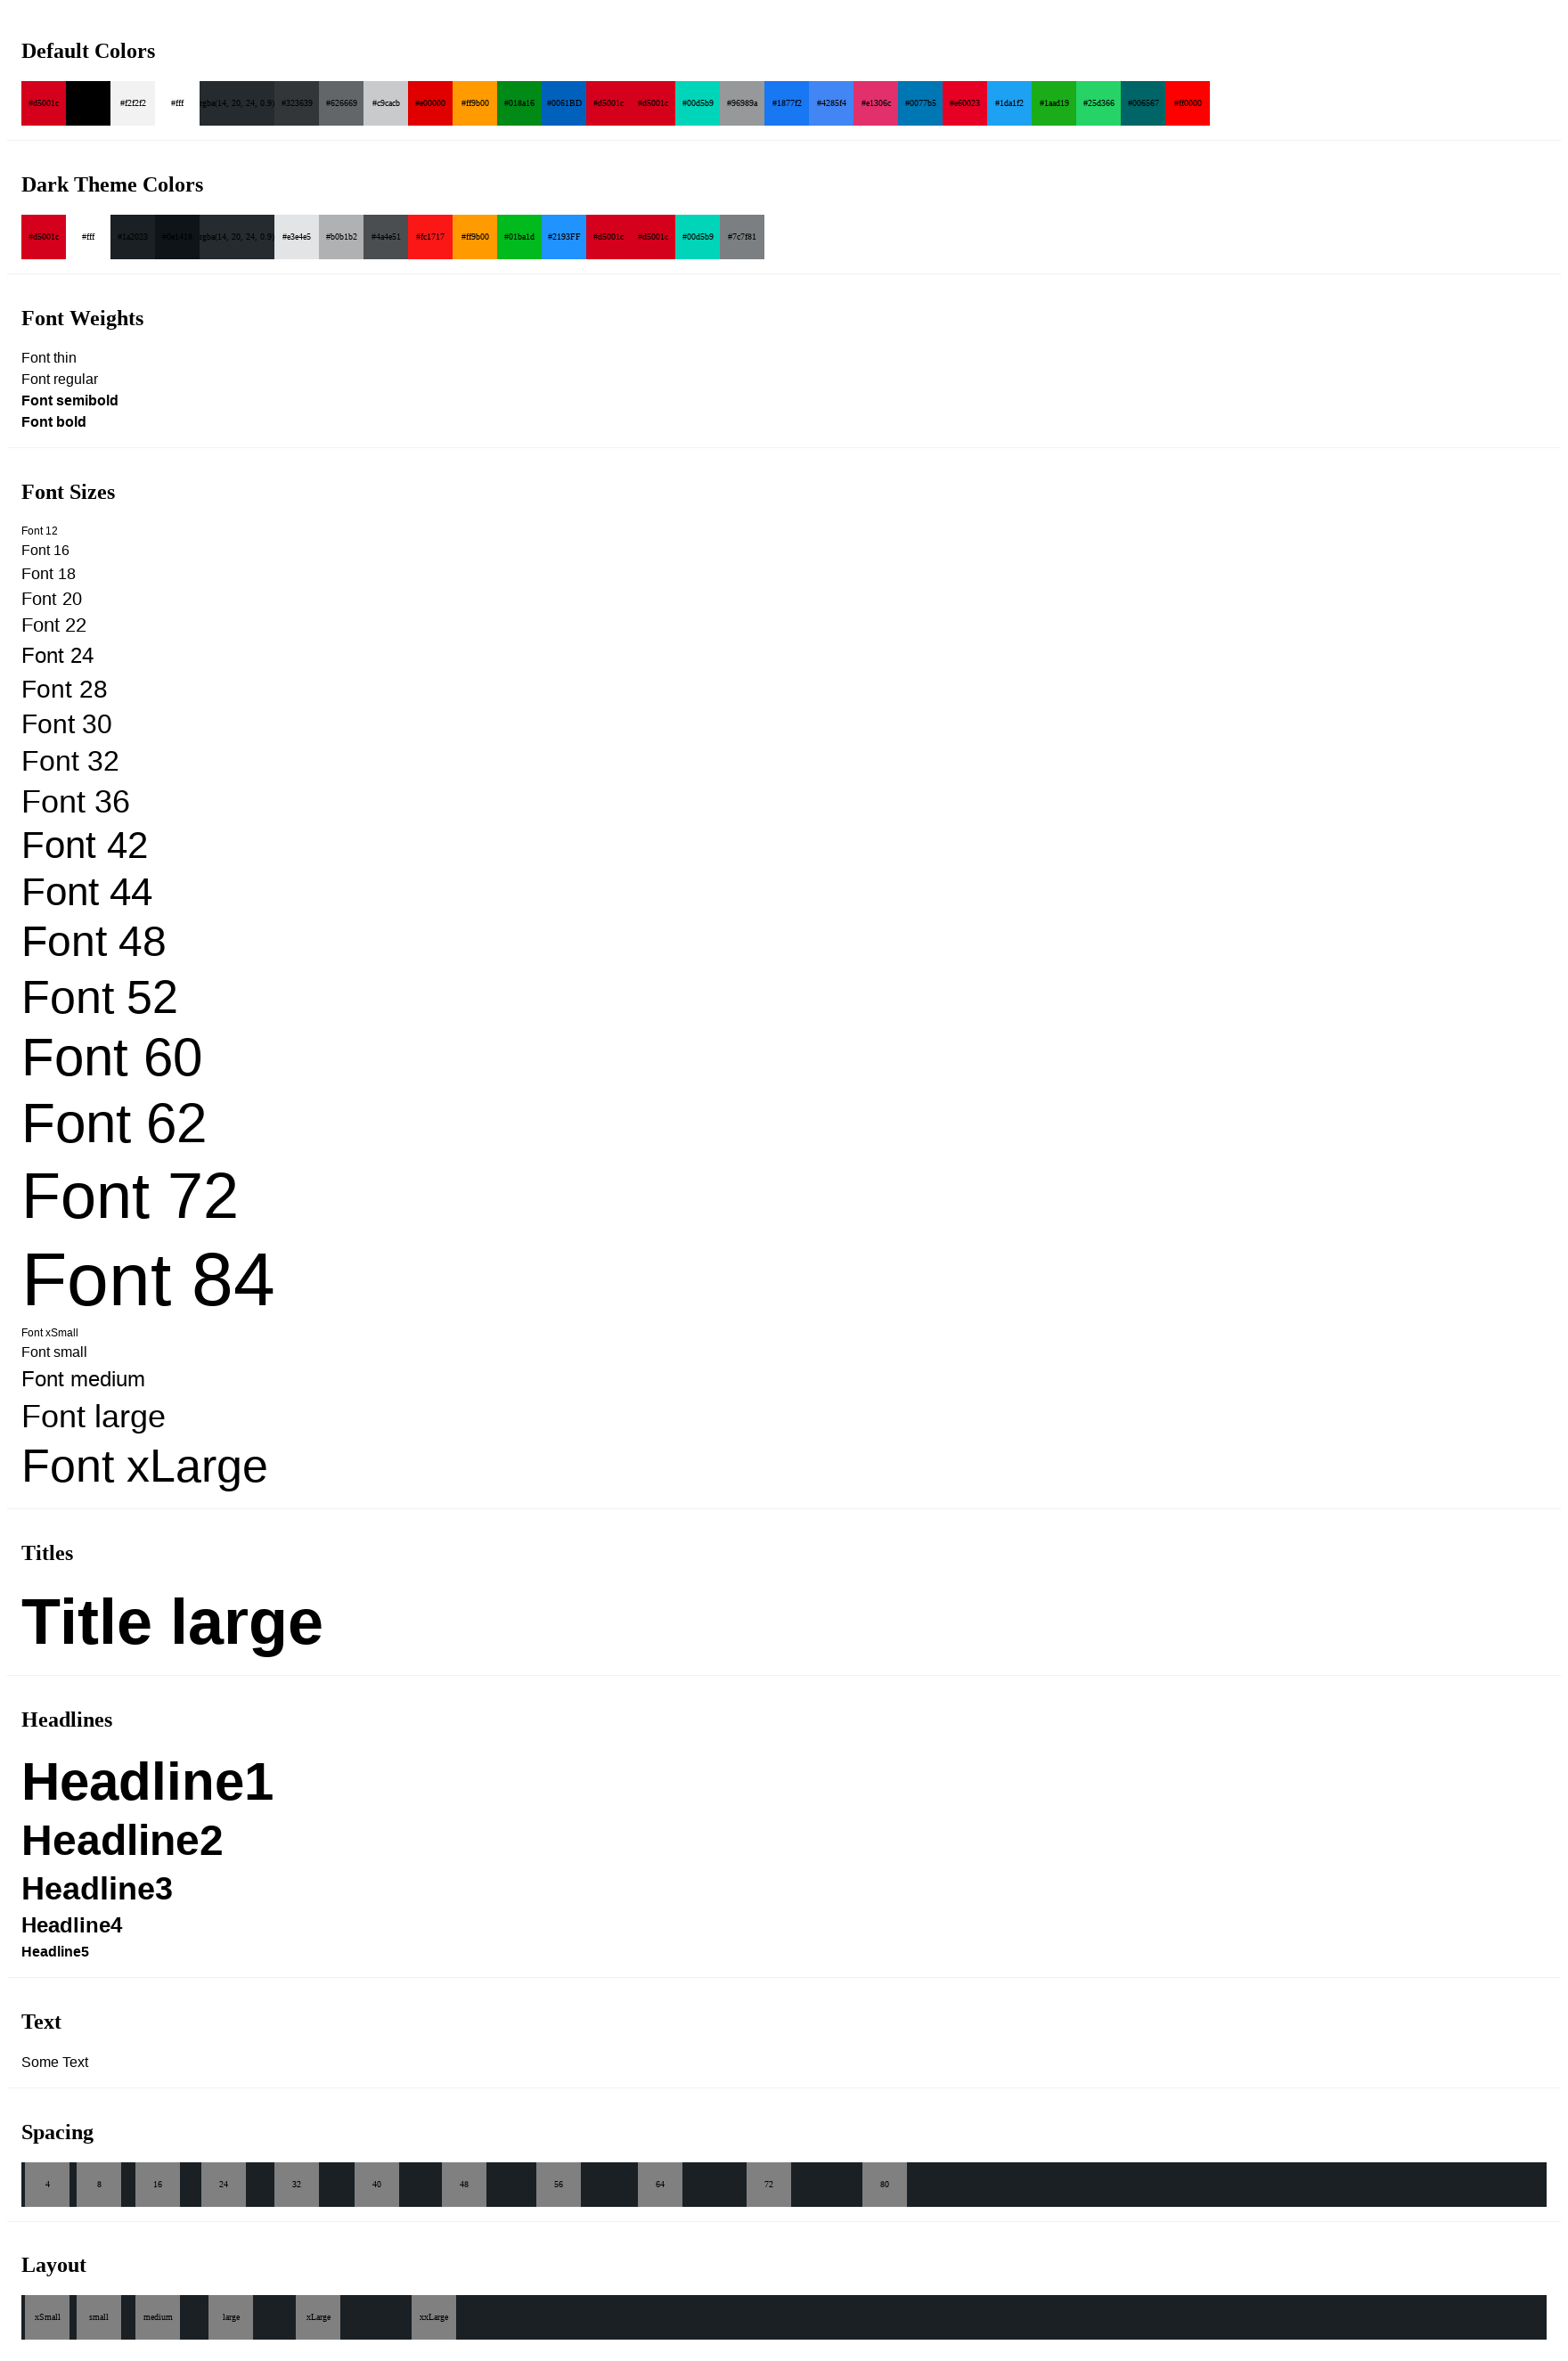 Default Colors
#d5001c #f2f2f2 #fff rgba(14, 20, 24, 0.9) #323639 #626669 #c9cacb #e00000 #ff9b00 #018a16 #0061BD #d5001c #d5001c #00d5b9 #96989a #1877f2 #4285f4 #e1306c #0077b5 #e60023 #1da1f2 #1aad19 #25d366 #006567 #ff0000
Dark Theme Colors
#d5001c #fff #1a2023 #0e1418 rgba(14, 20, 24, 0.9) #e3e4e5 #b0b1b2 #4a4e51 #fc1717 #ff9b00 #01ba1d #2193FF #d5001c #d5001c #00d5b9 #7c7f81
Font Weights
Font thin
Font regular
Font semibold
Font bold
Font Sizes
Font 12
Font 16
Font 18
Font 20
Font 22
Font 24
Font 28
Font 30
Font 32
Font 36
Font 42
Font 44
Font 48
Font 52
Font 60
Font 62
Font 72
Font 84
Font xSmall
Font small
Font medium
Font large
Font xLarge
Titles
Title large
Headlines
Headline1
Headline2
Headline3
Headline4
Headline5
Text
Some Text
Spacing
4 8 16 24 32 40 48 56 64 72 80
Layout
xSmall small medium large xLarge xxLarge